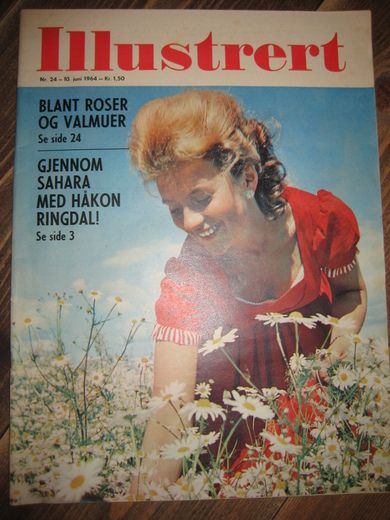 Illustrert
Nr. 24 - 10. juni 1964 - Kr. 1,50
BLANT ROSER
OG VALMUER
Se side 24
GJENNOM
SAHARA
MED HÅKON
RINGDAL!
Se side 3